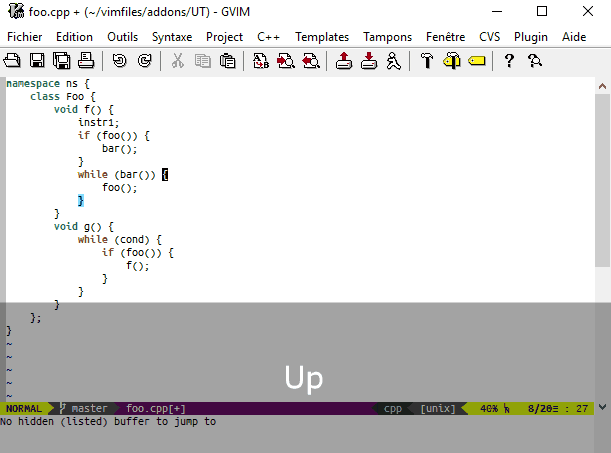 foo.cpp + (~/vimfiles/addons/UT) - GVIM
Fichier Edition Outils Syntaxe Project C++ Templates Tampons Fenêtre CVS Plugin Aide
namespace ns {
    class Foo {
        void f() {
            instr1;
            if (foo()) {
                bar();
            }
            while (bar()) {
                foo();
            }
        }
        void g() {
            while (cond) {
                if (foo()) {
                    f();
                }
            }
        }
    };
}
~
~
~
~
~
Up
NORMAL master foo.cpp[+] cpp [unix] 40% 8/20≡ : 27
No hidden (listed) buffer to jump to